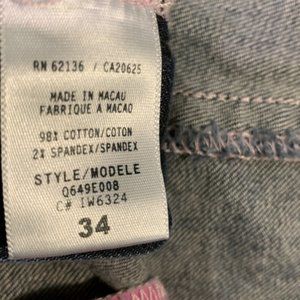 RN 62136 / CA20625
MADE IN MACAU
FABRIQUE A MACAO
98% COTTON/COTON
2% SPANDEX/SPANDEX
STYLE/MODELE
Q649E008
C# IW6324
34